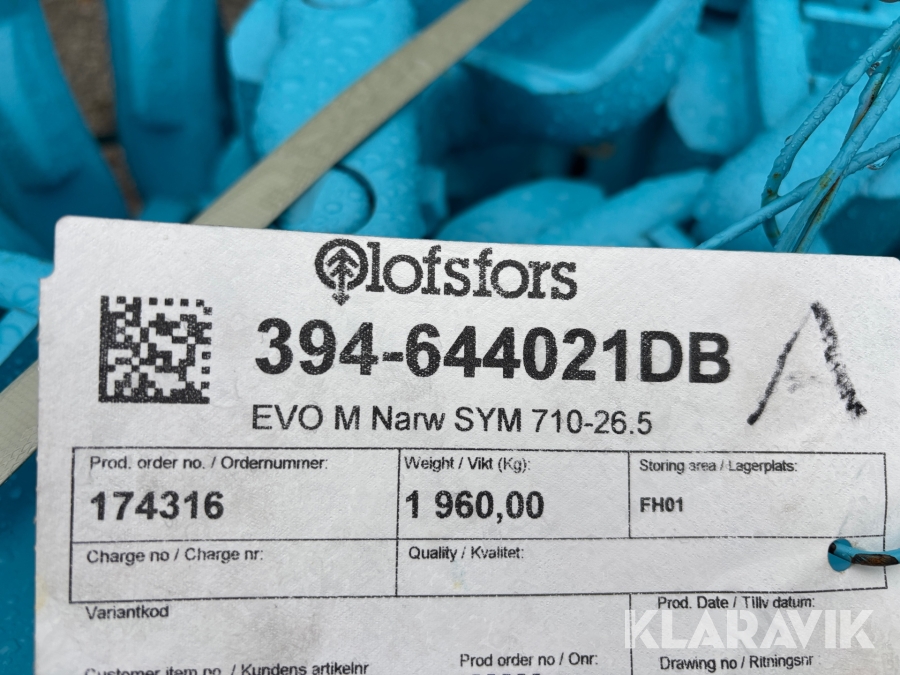 Olofsfors
394-644021DB
A
EVO M Narw SYM 710-26.5
Prod. order no. / Ordernummer:
174316
Weight / Vikt (Kg):
1 960,00
Storing area / Lagerplats:
FH01
Charge no / Charge nr:
Quality / Kvalitet:
Variantkod
Prod. Date / Tillv datum:
KLARAVIK
Customer item no. / Kundens artikelnr
Prod order no / Onr:
Drawing no / Ritningsnr